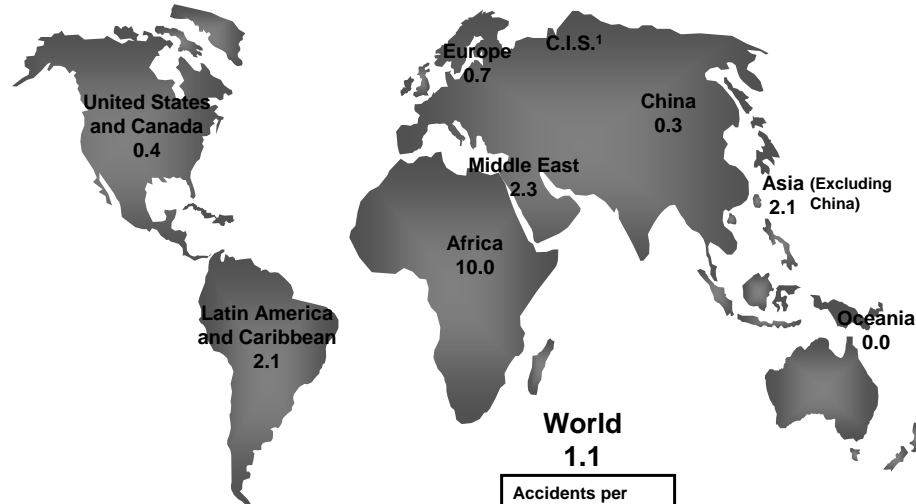 C.I.S.¹
Europe
0.7
United States
and Canada
0.4
China
0.3
Middle East
2.3
Asia (Excluding
China)
2.1
Africa
10.0
Latin America
and Caribbean
2.1
Oceania
0.0
World
1.1
Accidents per